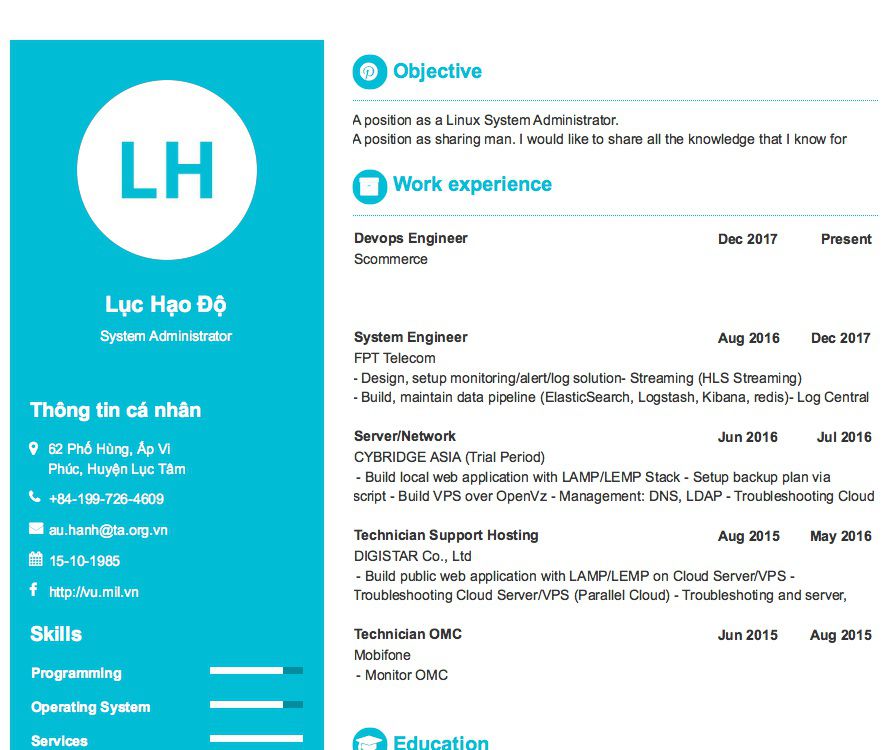 LH
Lục Hạo Độ
System Administrator
Thông tin cá nhân
62 Phố Hùng, Ấp Vi
Phúc, Huyện Lục Tâm
+84-199-726-4609
au.hanh@ta.org.vn
15-10-1985
http://vu.mil.vn
Skills
Programming
Operating System
Services
Objective
A position as a Linux System Administrator.
A position as sharing man. I would like to share all the knowledge that I know for
Work experience
Devops Engineer Dec 2017 Present
Scommerce
System Engineer Aug 2016 Dec 2017
FPT Telecom
- Design, setup monitoring/alert/log solution- Streaming (HLS Streaming)
- Build, maintain data pipeline (ElasticSearch, Logstash, Kibana, redis)- Log Central
Server/Network Jun 2016 Jul 2016
CYBRIDGE ASIA (Trial Period)
- Build local web application with LAMP/LEMP Stack - Setup backup plan via
script - Build VPS over OpenVz - Management: DNS, LDAP - Troubleshooting Cloud
Technician Support Hosting Aug 2015 May 2016
DIGISTAR Co., Ltd
- Build public web application with LAMP/LEMP on Cloud Server/VPS -
Troubleshooting Cloud Server/VPS (Parallel Cloud) - Troubleshoting and server,
Technician OMC Jun 2015 Aug 2015
Mobifone
- Monitor OMC
Education